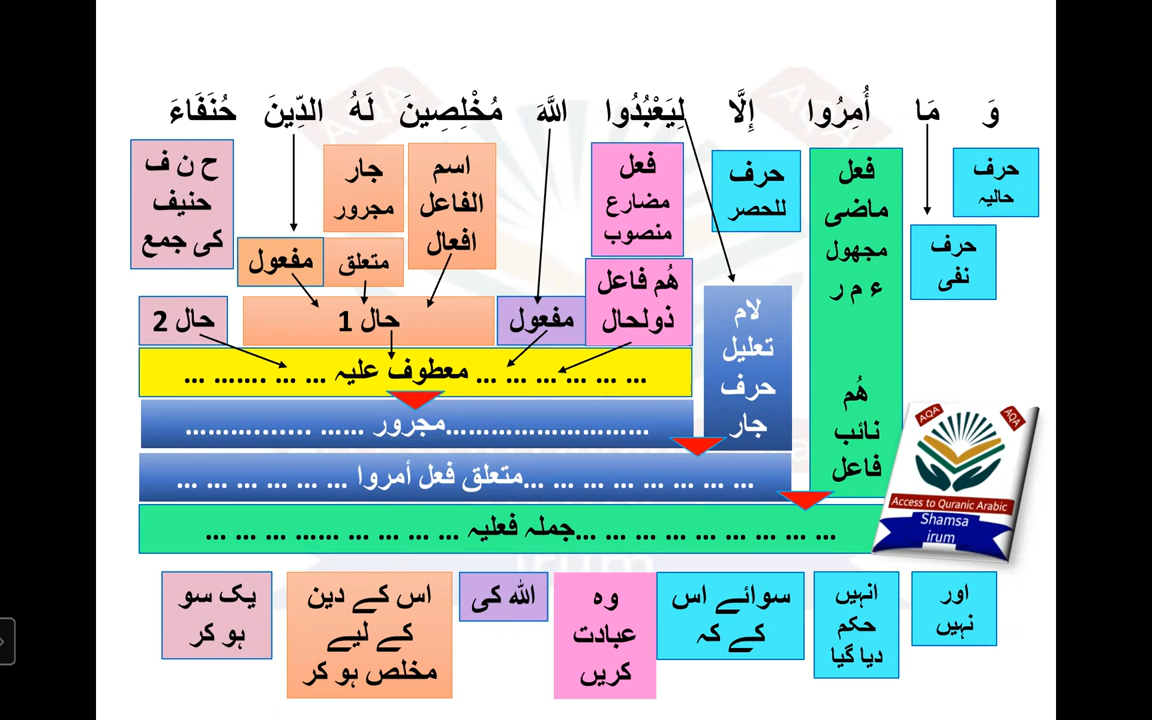 وَ مَا أُمِرُوا إِلَّا لِيَعْبُدُوا اللَّهَ مُخْلِصِينَ لَهُ الدِّينَ حُنَفَاءَ
حرف
حالیہ
حرف
نفی
فعل
ماضی
مجهول
ء م ر
هُم
نائب
فاعل
حرف
للحصر
لام
تعلیل
حرف
جار
فعل
مضارع
منصوب
هُم فاعل
ذولحال
مفعول
اسم
الفاعل
افعال
جار
مجرور
متعلق
مفعول
حال 1
ح ن ف
حنیف
کی جمع
حال 2
... ... ... ... ... ... معطوف علیہ ... ... ....... ...
............................مجرور ...... ................
... ... ... ... ... ... ... ...متعلق فعل أمروا ... ... ... ... ... ...
... ... ... ... ... ... ... ... ...جملہ فعلیہ ... ... ... ... ...... ... ... ...
AQA
AQA
Access to Quranic Arabic
Shamsa
irum
اور
نہیں
انہیں
حکم
دیا گیا
سوائے اس
کے کہ
وہ
عبادت
کریں
اللہ کی
اس کے دین
کے لیے
مخلص ہو کر
یک سو
ہو کر